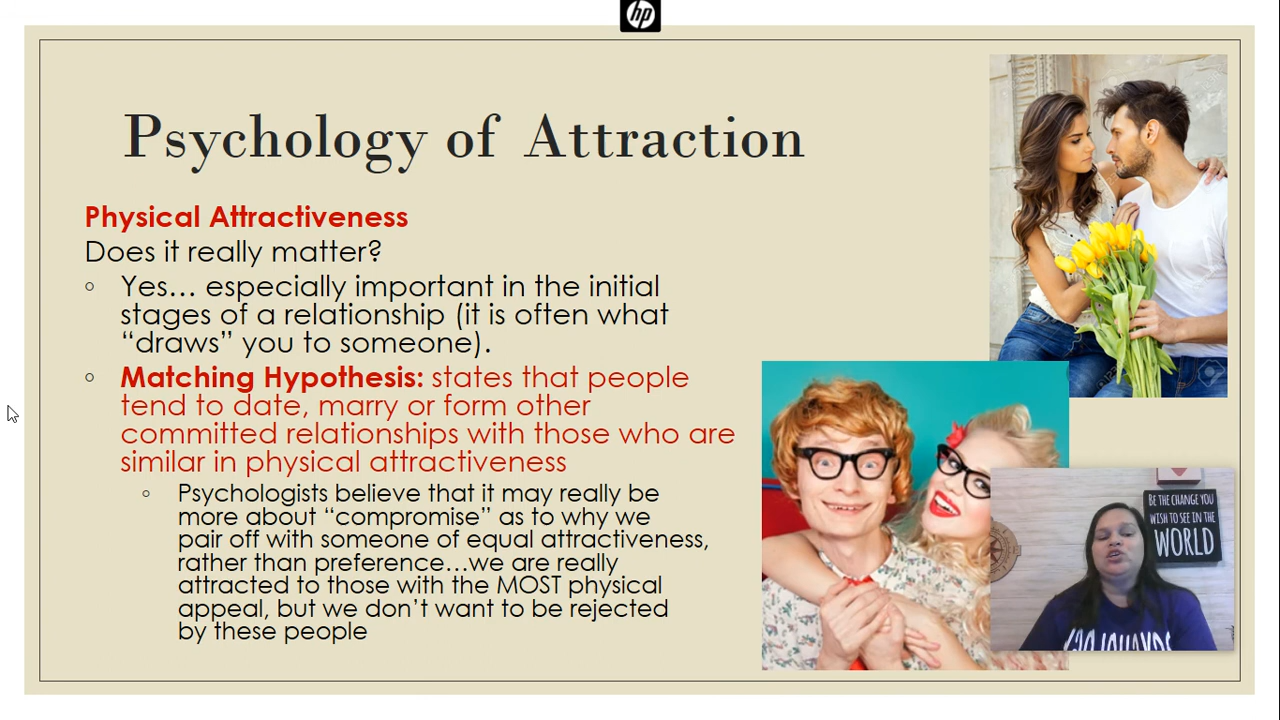 hp
Psychology of Attraction
Physical Attractiveness
Does it really matter?
◦ Yes… especially important in the initial
stages of a relationship (it is often what
“draws” you to someone).
◦ Matching Hypothesis: states that people
tend to date, marry or form other
committed relationships with those who are
similar in physical attractiveness
◦ Psychologists believe that it may really be
more about “compromise” as to why we
pair off with someone of equal attractiveness,
rather than preference…we are really
attracted to those with the MOST physical
appeal, but we don’t want to be rejected
by these people
BE THE CHANGE YOU
WISH TO SEE IN THE
WORLD